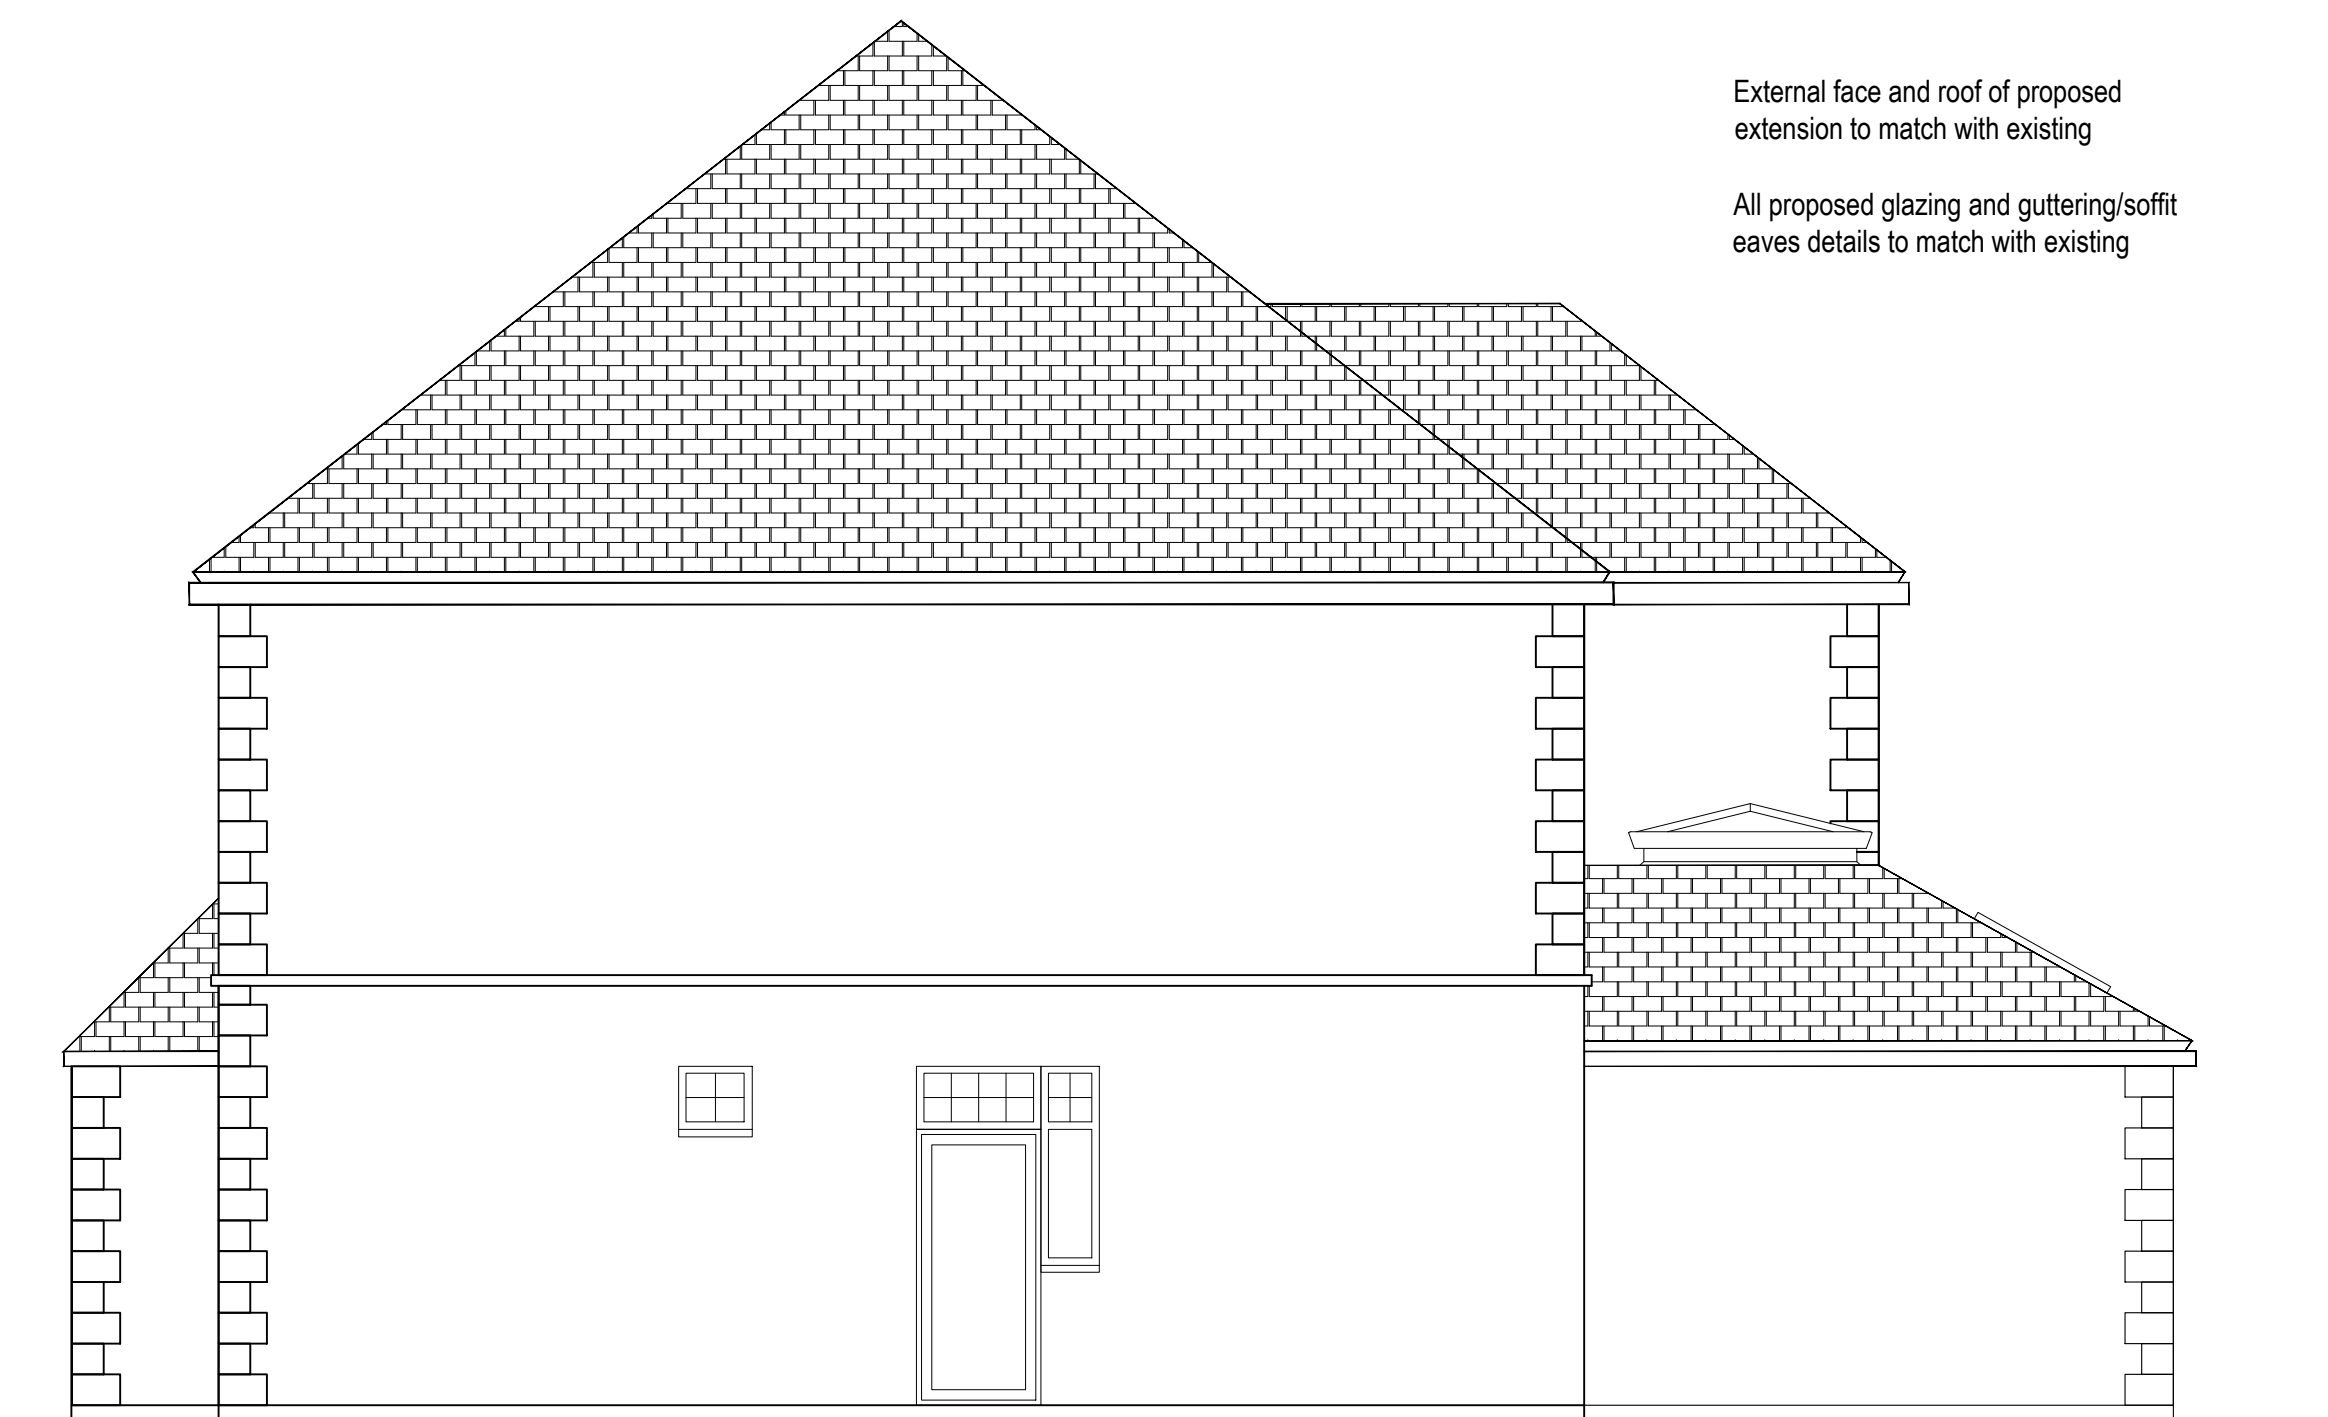 External face and roof of proposed
extension to match with existing
All proposed glazing and guttering/soffit
eaves details to match with existing